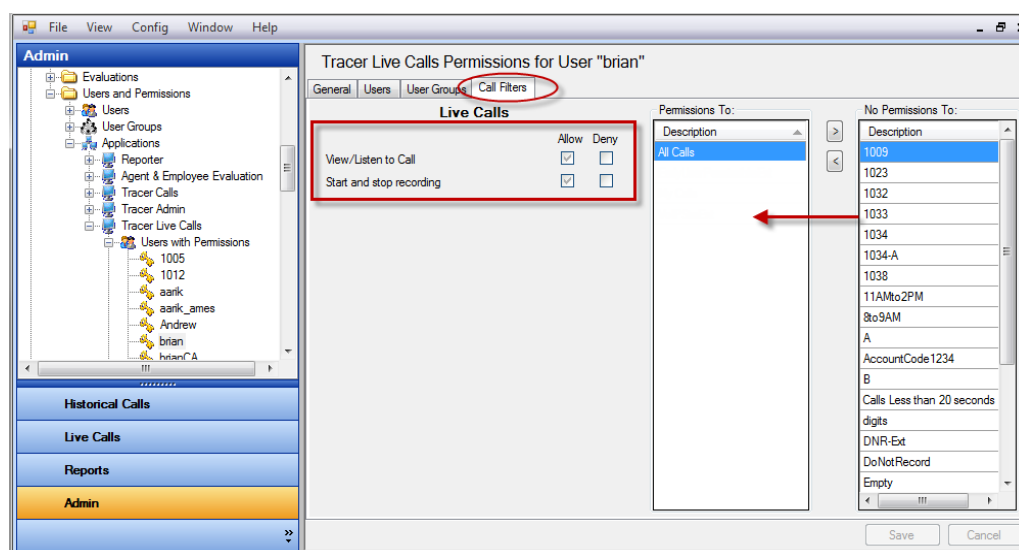 File View Config Window Help
Admin
Evaluations
Users and Permissions
Users
User Groups
Applications
Reporter
Agent & Employee Evaluation
Tracer Calls
Tracer Admin
Tracer Live Calls
Users with Permissions
1005
1012
aarik
aarik_ames
Andrew
brian
brianCA
Historical Calls
Live Calls
Reports
Admin
Tracer Live Calls Permissions for User "brian"
General Users User Groups Call Filters
Live Calls
Allow Deny
View/Listen to Call
Start and stop recording
Permissions To:
Description
All Calls
>
<
No Permissions To:
Description
1009
1023
1032
1033
1034
1034-A
1038
11AMto2PM
8to9AM
A
AccountCode1234
B
Calls Less than 20 seconds
digits
DNR-Ext
DoNotRecord
Empty
Save Cancel